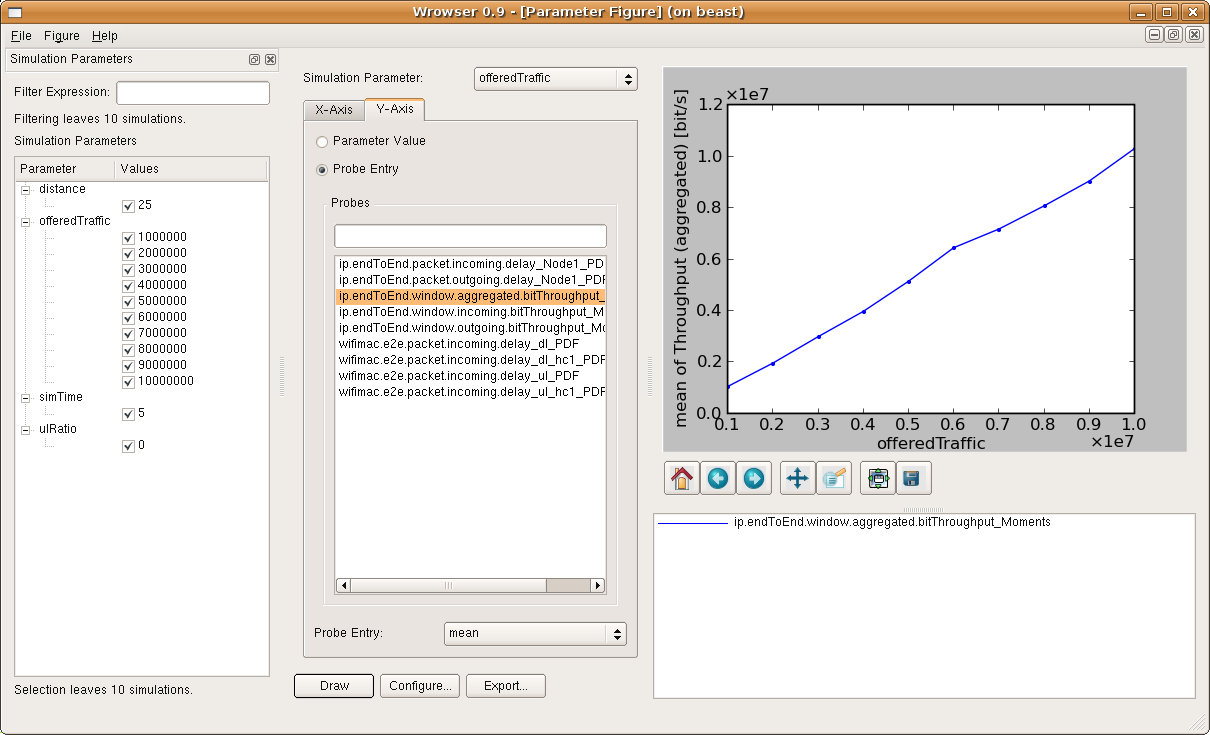 Wrowser 0.9 - [Parameter Figure] (on beast)
File Figure Help
Simulation Parameters
Filter Expression:
Filtering leaves 10 simulations.
Simulation Parameters
Parameter Values
distance
25
offeredTraffic
1000000
2000000
3000000
4000000
5000000
6000000
7000000
8000000
9000000
10000000
simTime
5
ulRatio
0
Selection leaves 10 simulations.
Simulation Parameter: offeredTraffic
X-Axis Y-Axis
Parameter Value
Probe Entry
Probes
ip.endToEnd.packet.incoming.delay_Node1_PD
ip.endToEnd.packet.outgoing.delay_Node1_PDF
ip.endToEnd.window.aggregated.bitThroughput_
ip.endToEnd.window.incoming.bitThroughput_M
ip.endToEnd.window.outgoing.bitThroughput_Mo
wifimac.e2e.packet.incoming.delay_dl_PDF
wifimac.e2e.packet.incoming.delay_dl_hc1_PDF
wifimac.e2e.packet.incoming.delay_ul_PDF
wifimac.e2e.packet.incoming.delay_ul_hc1_PDF
Probe Entry: mean
Draw Configure... Export...
×1e7
mean of Throughput (aggregated) [bit/s]
1.2
1.0
0.8
0.6
0.4
0.2
0.0
0.1 0.2 0.3 0.4 0.5 0.6 0.7 0.8 0.9 1.0
offeredTraffic
×1e7
ip.endToEnd.window.aggregated.bitThroughput_Moments